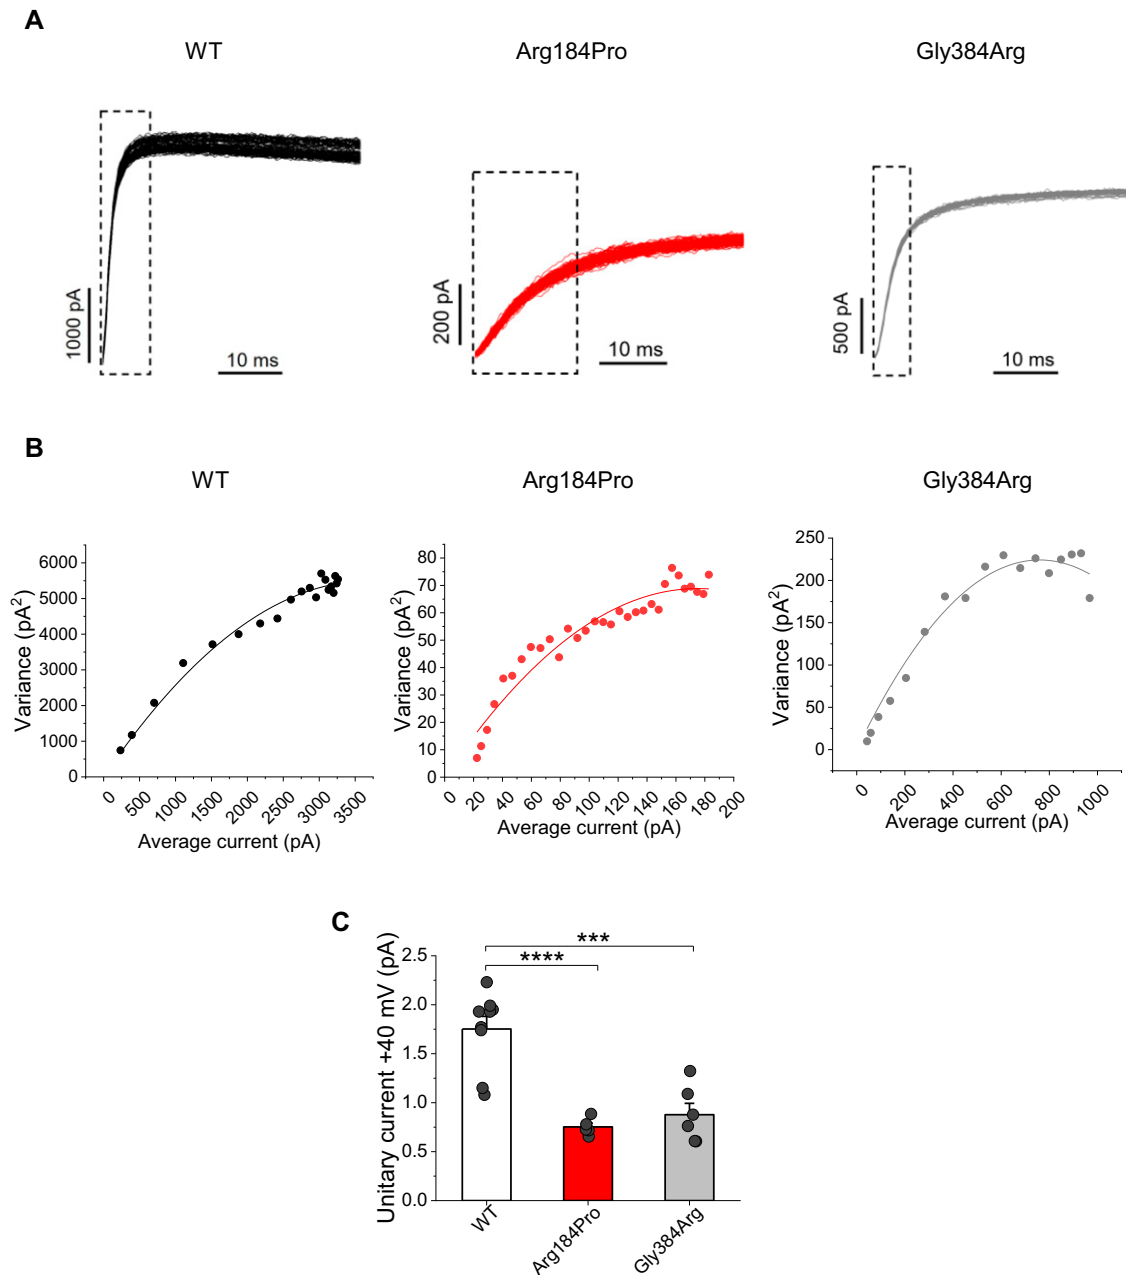 A
WT
Arg184Pro
Gly384Arg
1000 pA
10 ms
200 pA
10 ms
500 pA
10 ms
B
WT
Arg184Pro
Gly384Arg
Variance (pA²)
6000
5000
4000
3000
2000
1000
0
0
500
1000
1500
2000
2500
3000
3500
Average current (pA)
Variance (pA²)
80
70
60
50
40
30
20
10
0
0
20
40
60
80
100
120
140
160
180
200
Average current (pA)
Variance (pA²)
250
200
150
100
50
0
0
200
400
600
800
1000
Average current (pA)
C
Unitary current +40 mV (pA)
2.5
2.0
1.5
1.0
0.5
0.0
***
****
WT
Arg184Pro
Gly384Arg